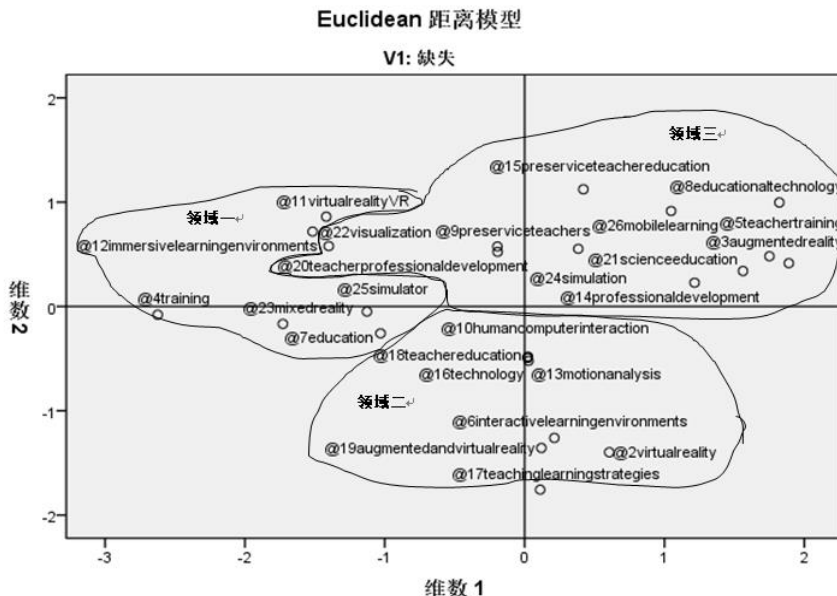 Euclidean 距离模型
V1: 缺失
2
领域三
@15preserviceteachereducation
@8educationaltechnology
1
@11virtualrealityVR
领域一
@22visualization
@9preserviceteachers
@26mobilelearning
@5teachertraining
@12immersivelearningenvironments
@3augmentedreality
@20teacherprofessionaldevelopment
@21scienceeducation
@24simulation
@25simulator
@4training
@14professionaldevelopment
维数 2
0
@23mixedreality
@7education
@10humancomputerinteraction
@18teachereducation
@16technology
@13motionanalysis
领域二
-1
@6interactivelearningenvironments
@19augmentedandvirtualreality
@2virtualreality
@17teachinglearningstrategies
-2
-3 -2 -1 0 1 2
维数 1